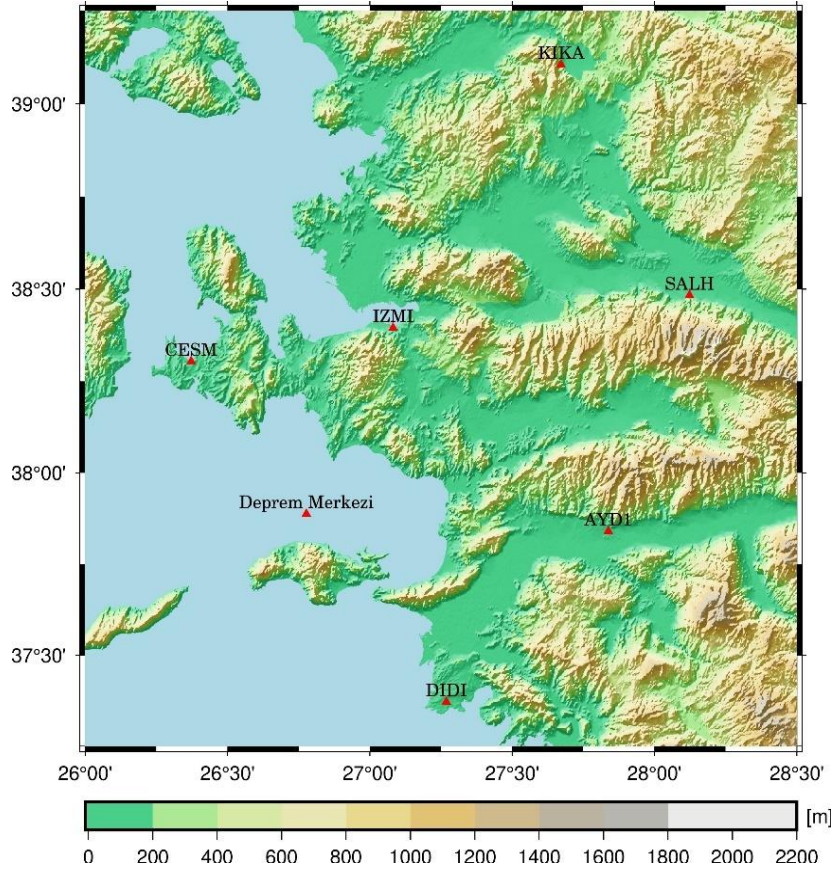 KIKA
39°00'
38°30'
SALH
IZMI
CESM
38°00'
Deprem Merkezi
AYD1
37°30'
DIDI
26°00' 26°30' 27°00' 27°30' 28°00' 28°30'
[m]
0 200 400 600 800 1000 1200 1400 1600 1800 2000 2200